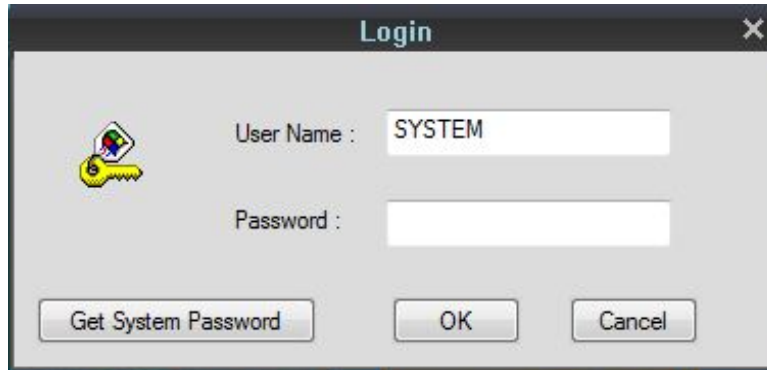 Login
User Name : SYSTEM
Password :
Get System Password OK Cancel